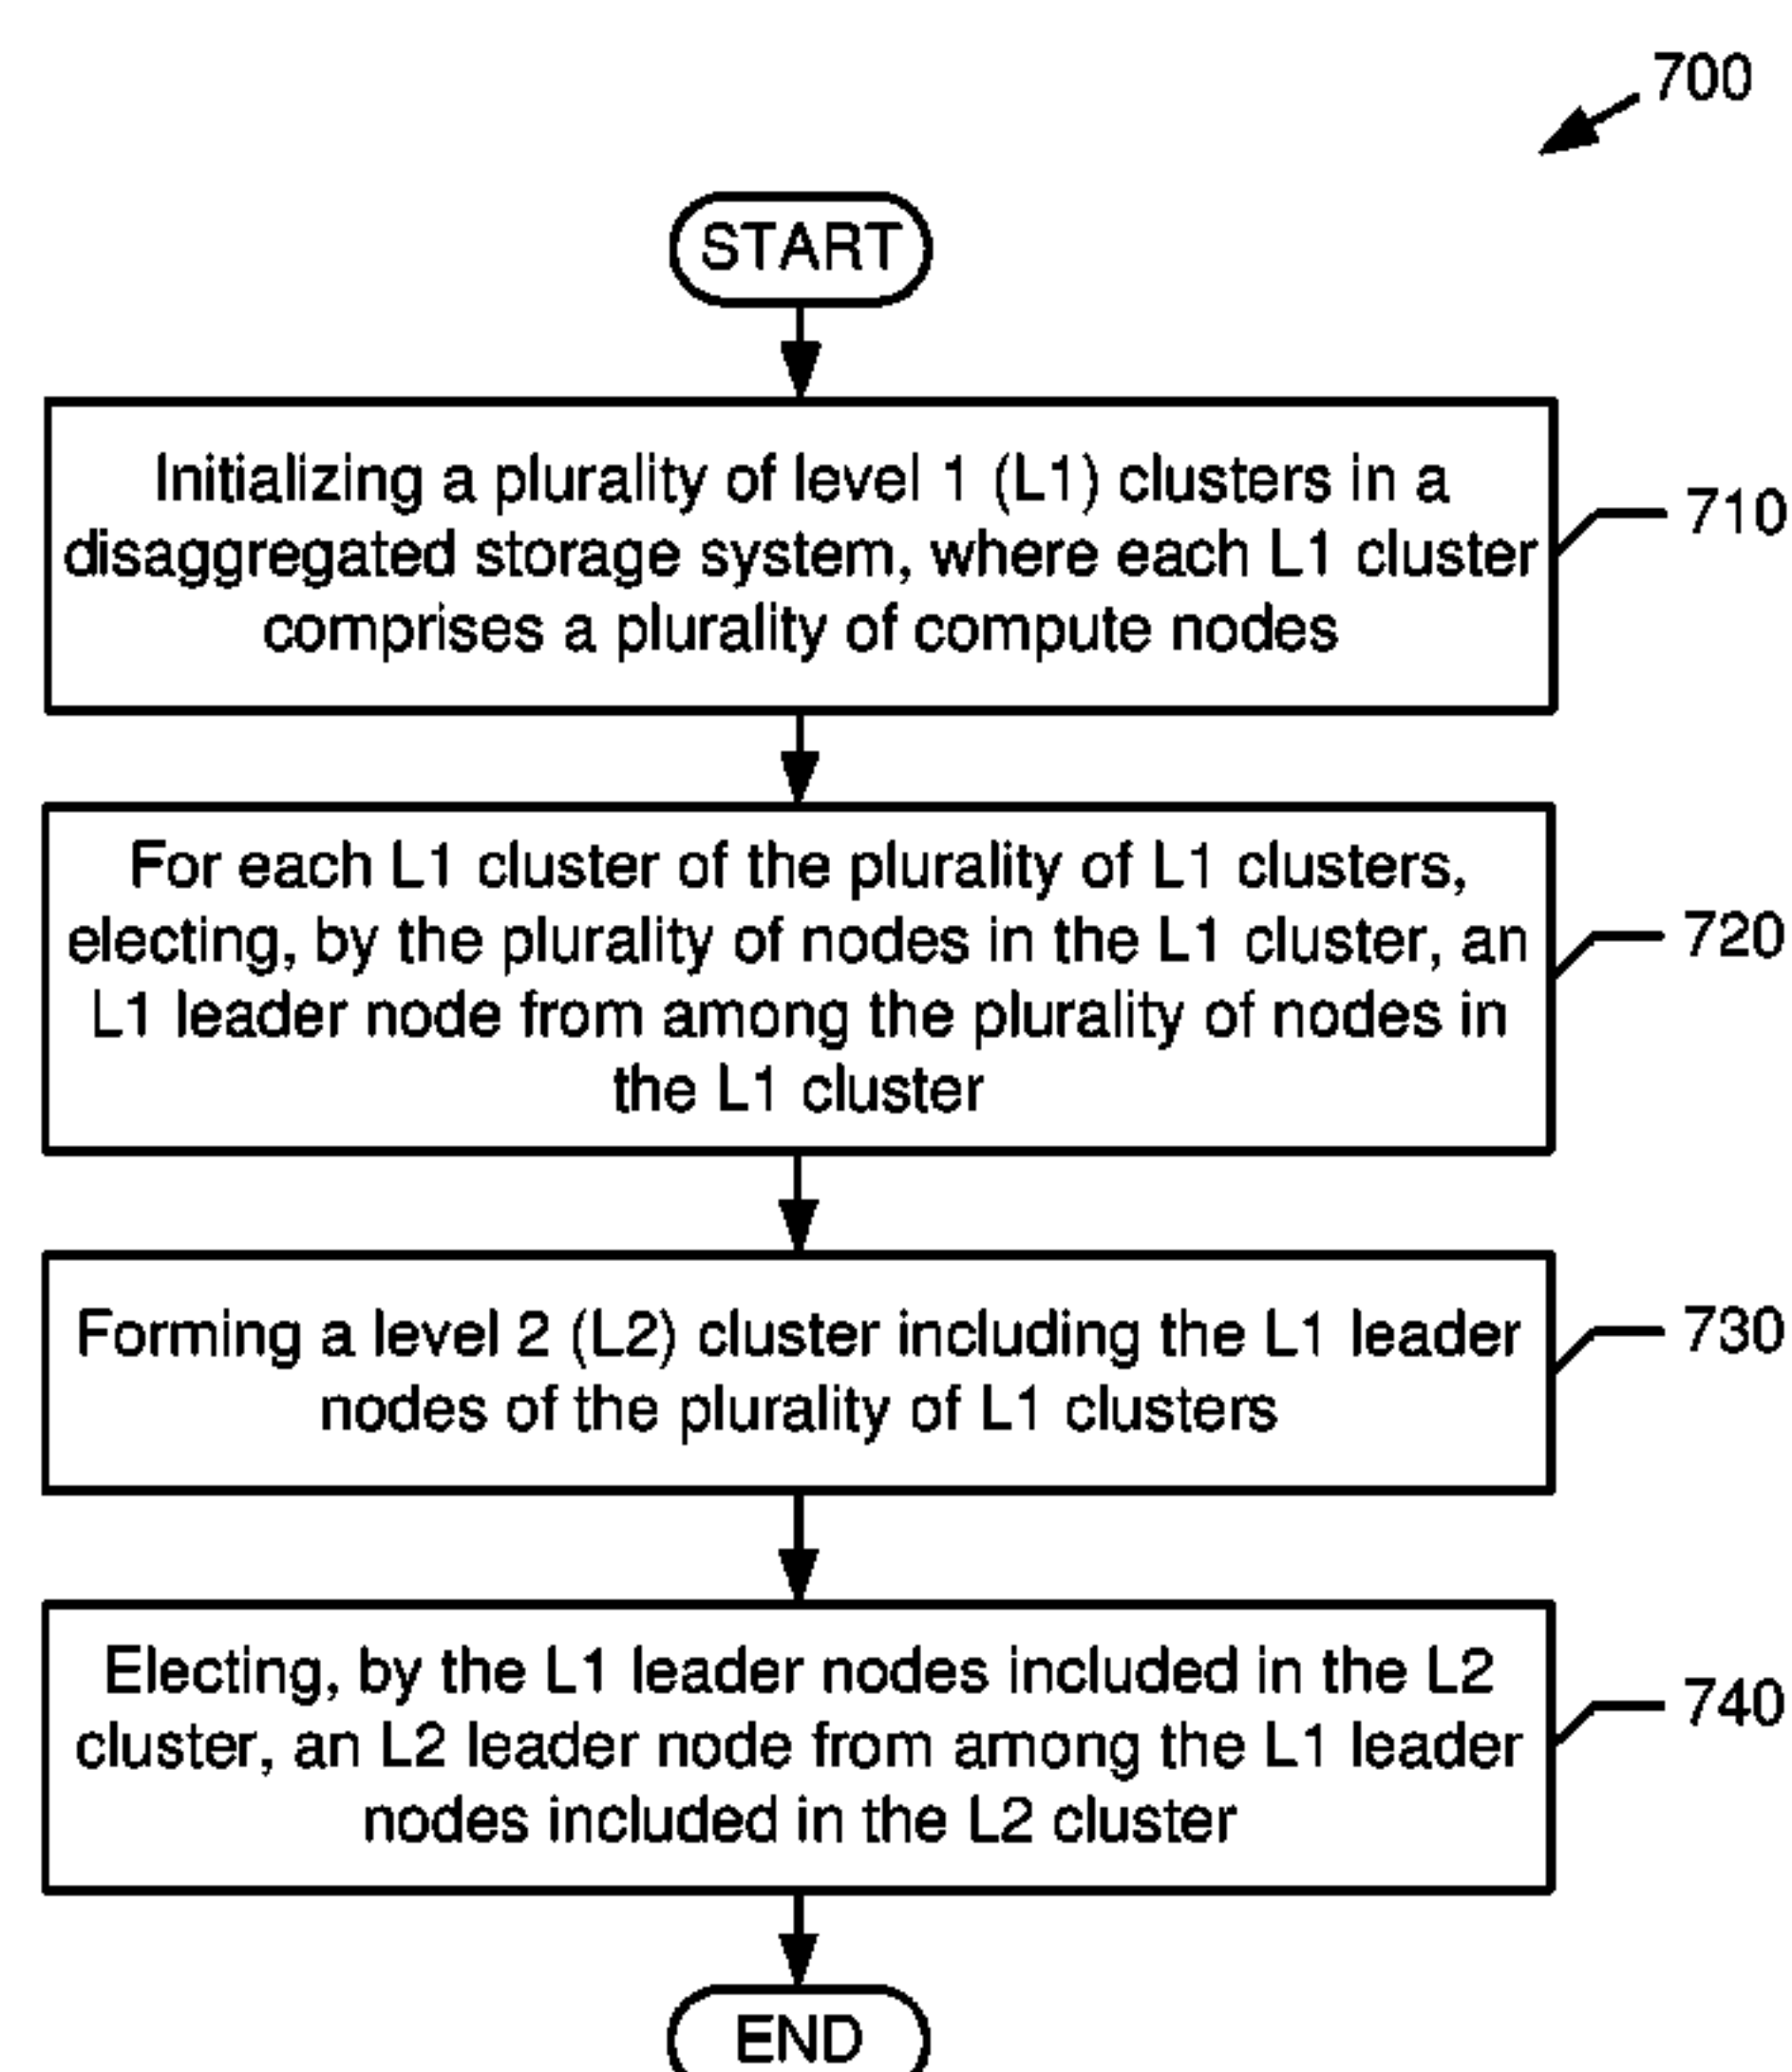 700
START
Initializing a plurality of level 1 (L1) clusters in a
disaggregated storage system, where each L1 cluster
comprises a plurality of compute nodes
710
For each L1 cluster of the plurality of L1 clusters,
electing, by the plurality of nodes in the L1 cluster, an
L1 leader node from among the plurality of nodes in
the L1 cluster
720
Forming a level 2 (L2) cluster including the L1 leader
nodes of the plurality of L1 clusters
730
Electing, by the L1 leader nodes included in the L2
cluster, an L2 leader node from among the L1 leader
nodes included in the L2 cluster
740
END